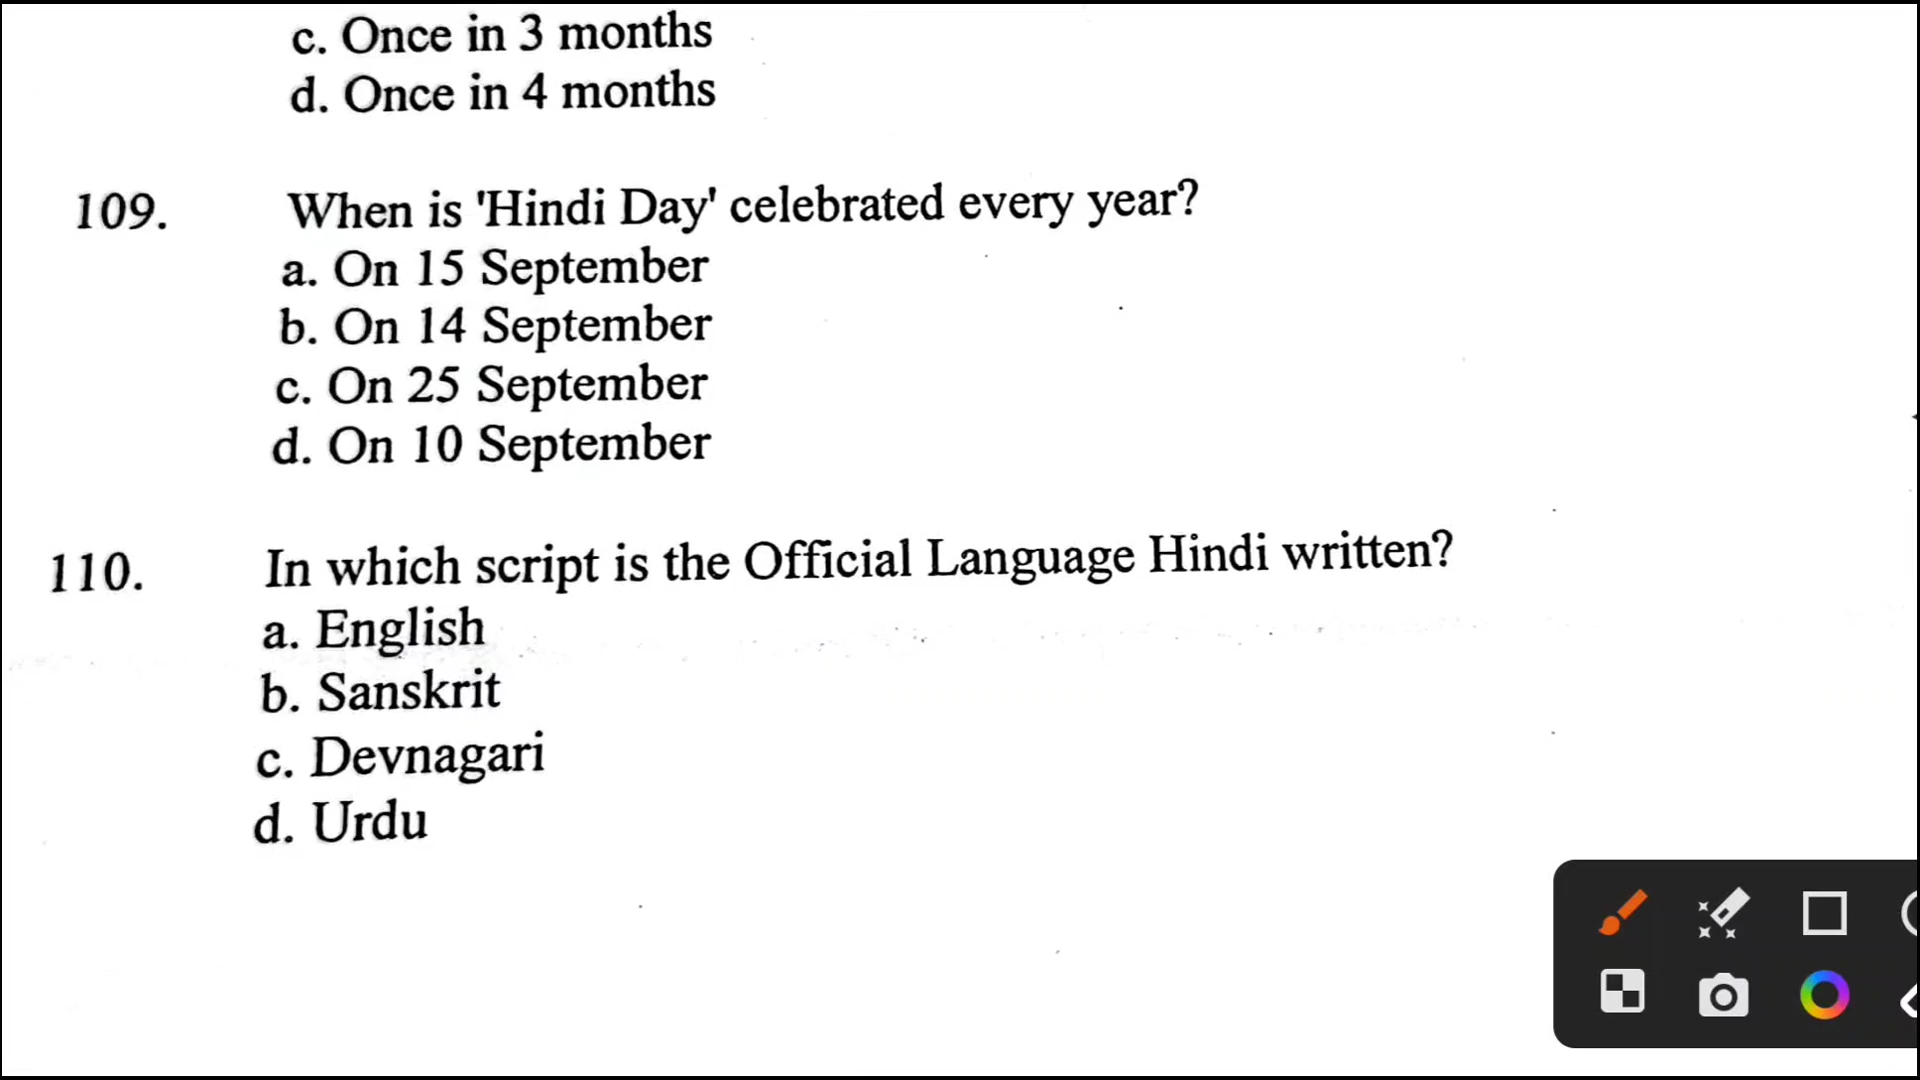 c. Once in 3 months
d. Once in 4 months
109. When is 'Hindi Day' celebrated every year?
a. On 15 September
b. On 14 September
c. On 25 September
d. On 10 September
110. In which script is the Official Language Hindi written?
a. English
b. Sanskrit
c. Devnagari
d. Urdu